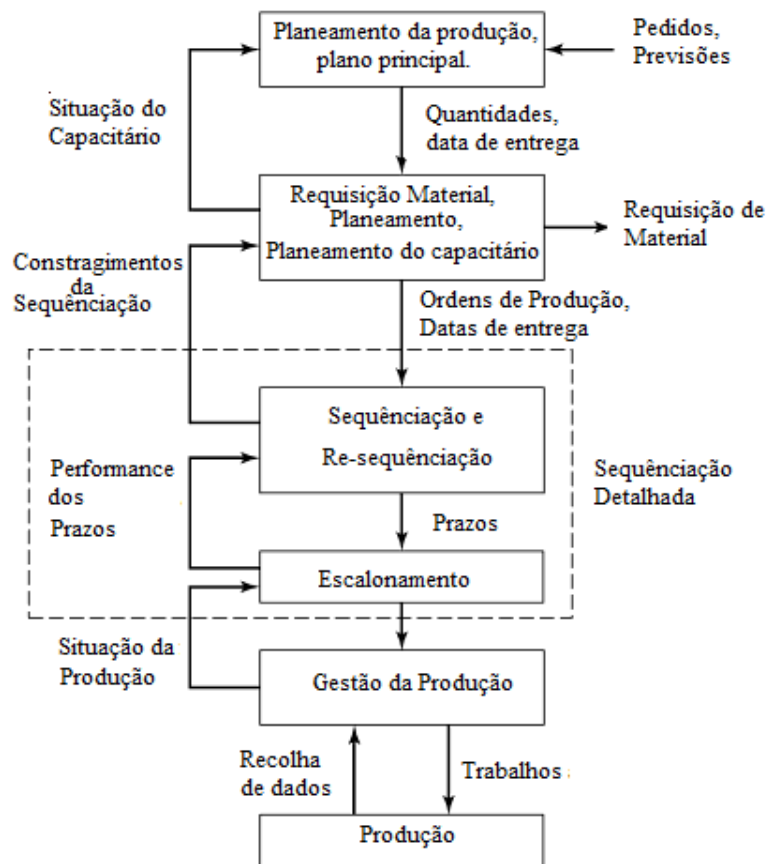 Planeamento da produção,
plano principal.
Pedidos,
Previsões
Situação do
Capacitário
Quantidades,
data de entrega
Requisição Material,
Planeamento,
Planeamento do capacitário
Requisição de
Material
Constragimentos
da
Sequênciação
Ordens de Produção,
Datas de entrega
Sequênciação e
Re-sequênciação
Performance
dos
Prazos
Sequênciação
Detalhada
Prazos
Escalonamento
Situação da
Produção
Gestão da Produção
Recolha
de dados
Trabalhos
Produção